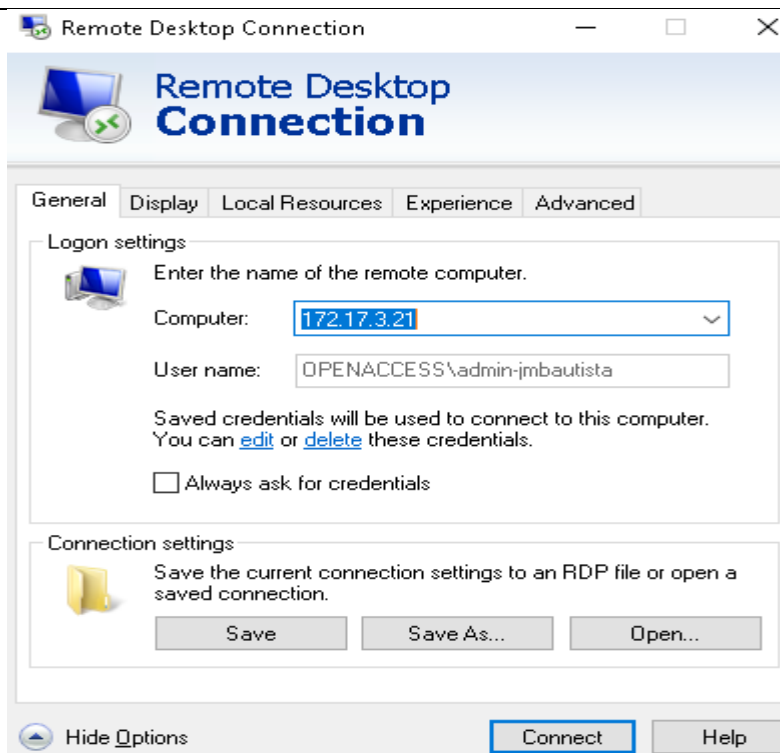 Remote Desktop Connection
Remote Desktop
Connection
General Display Local Resources Experience Advanced
Logon settings
Enter the name of the remote computer.
Computer: 172.17.3.21
User name: OPENACCESS\admin-jmbautista
Saved credentials will be used to connect to this computer.
You can edit or delete these credentials.
Always ask for credentials
Connection settings
Save the current connection settings to an RDP file or open a
saved connection.
Save Save As... Open...
Hide Options Connect Help